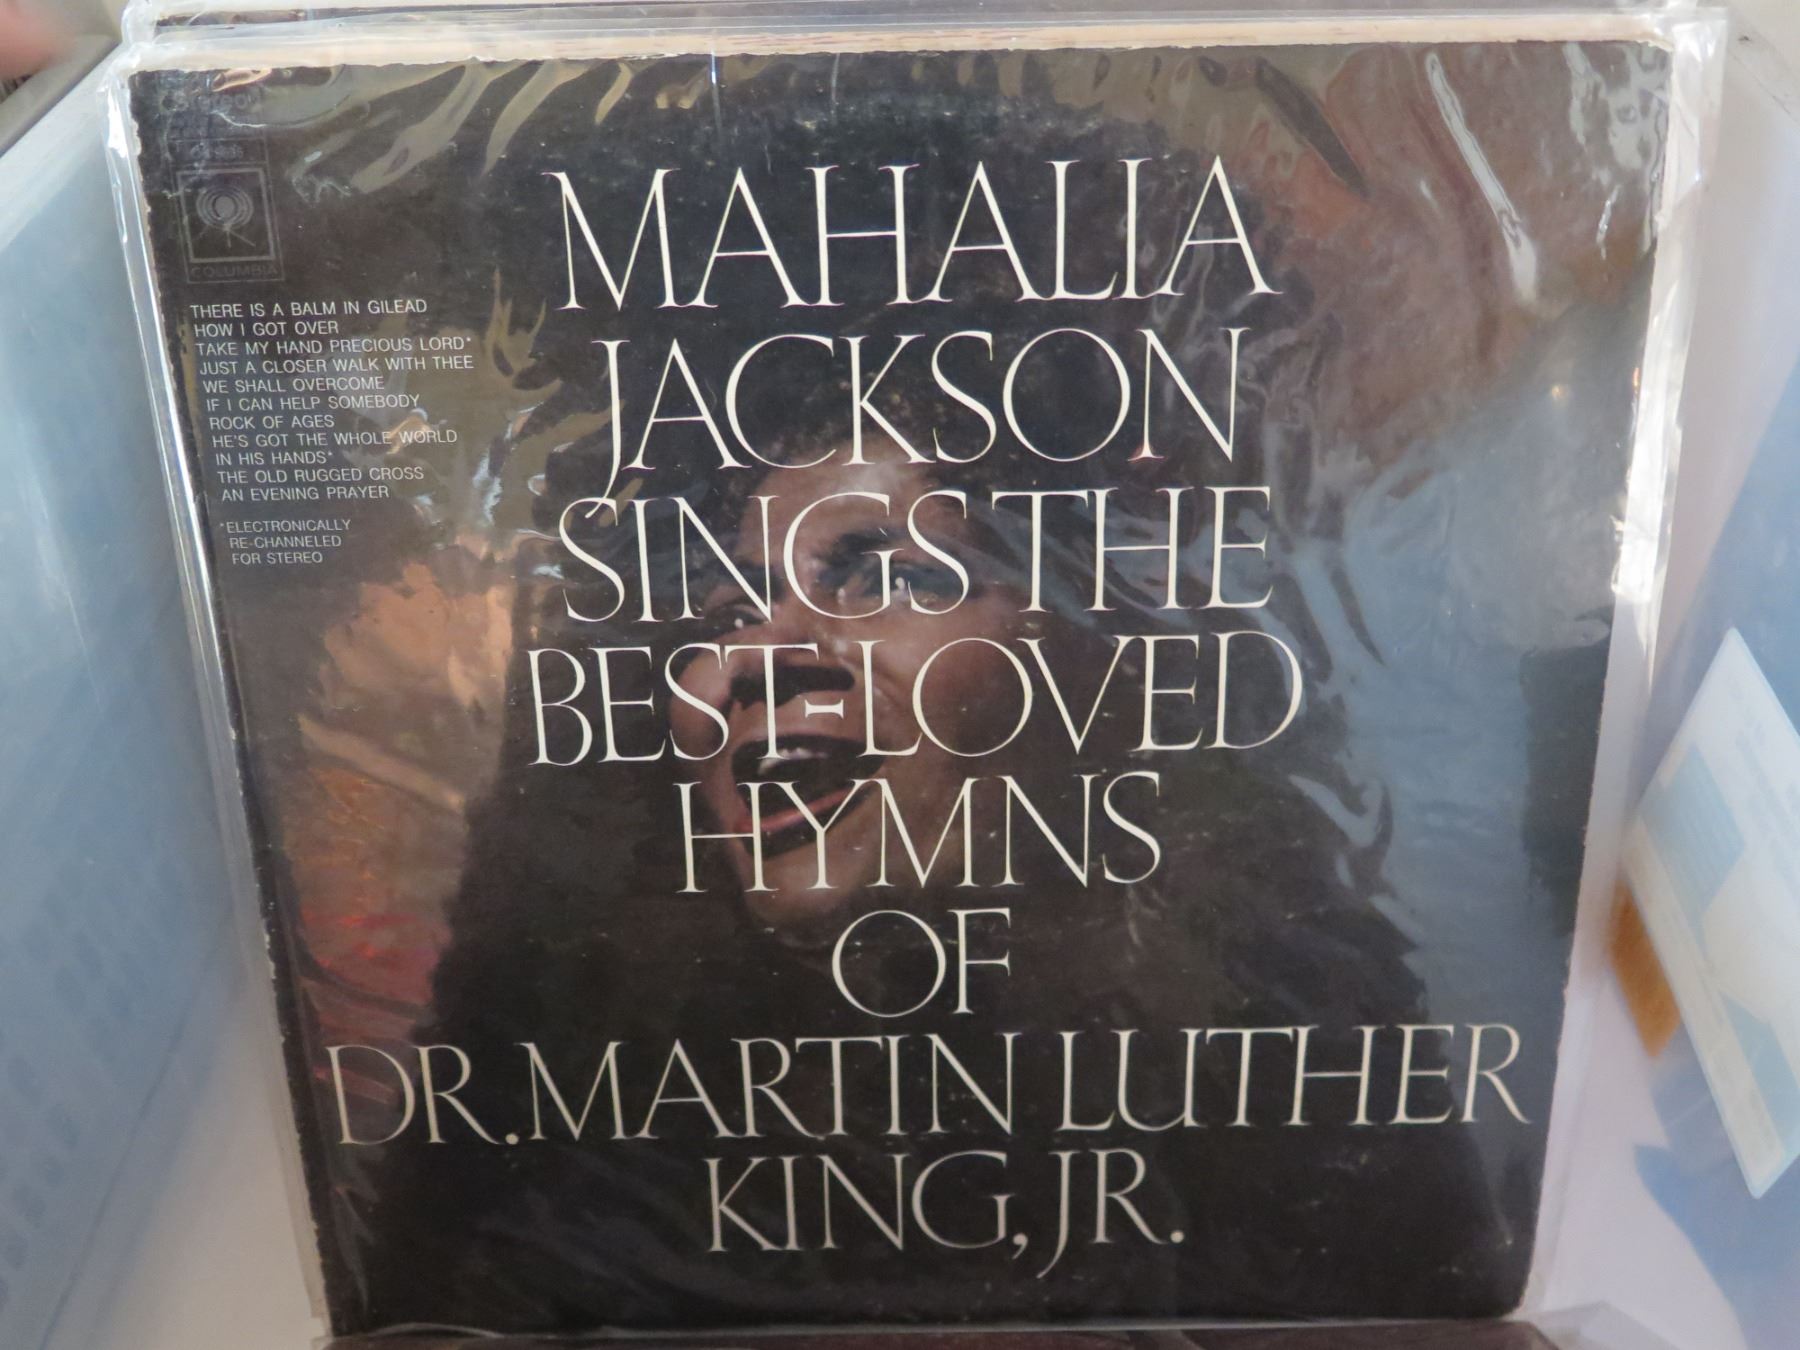 COLUMBIA
THERE IS A BALM IN GILEAD
HOW I GOT OVER
TAKE MY HAND PRECIOUS LORD*
JUST A CLOSER WALK WITH THEE
WE SHALL OVERCOME
IF I CAN HELP SOMEBODY
ROCK OF AGES
HE'S GOT THE WHOLE WORLD
IN HIS HANDS*
THE OLD RUGGED CROSS
AN EVENING PRAYER
*ELECTRONICALLY
RE-CHANNELED
FOR STEREO
MAHALIA
JACKSON
SINGS THE
BEST-LOVED
HYMNS
OF
DR. MARTIN LUTHER
KING, JR.